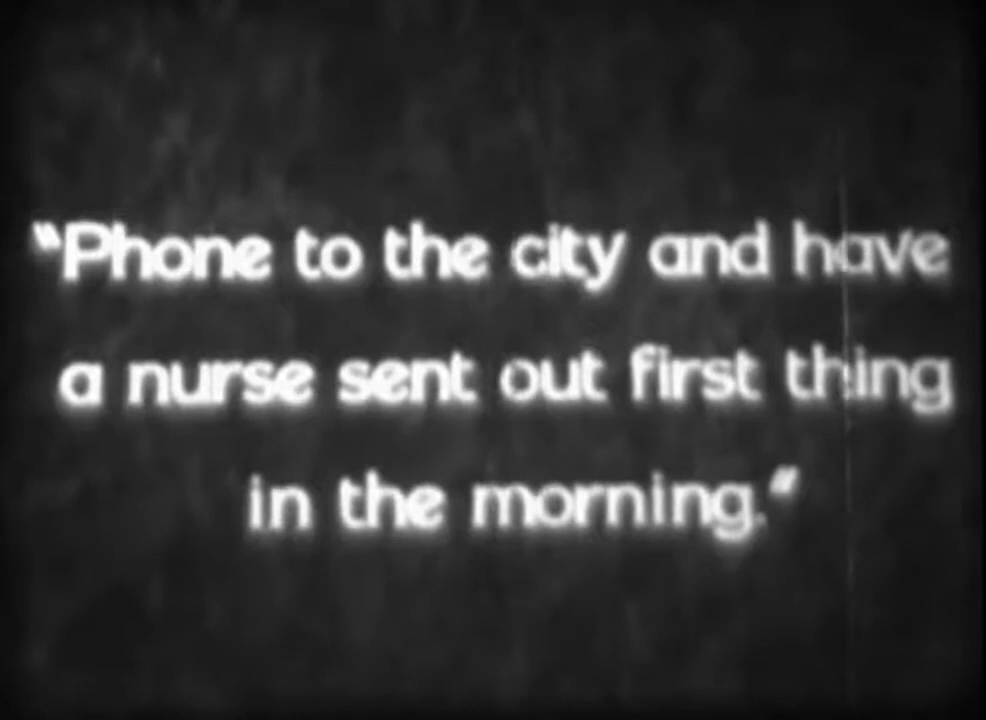 “Phone to the city and have
a nurse sent out first thing
in the morning.”